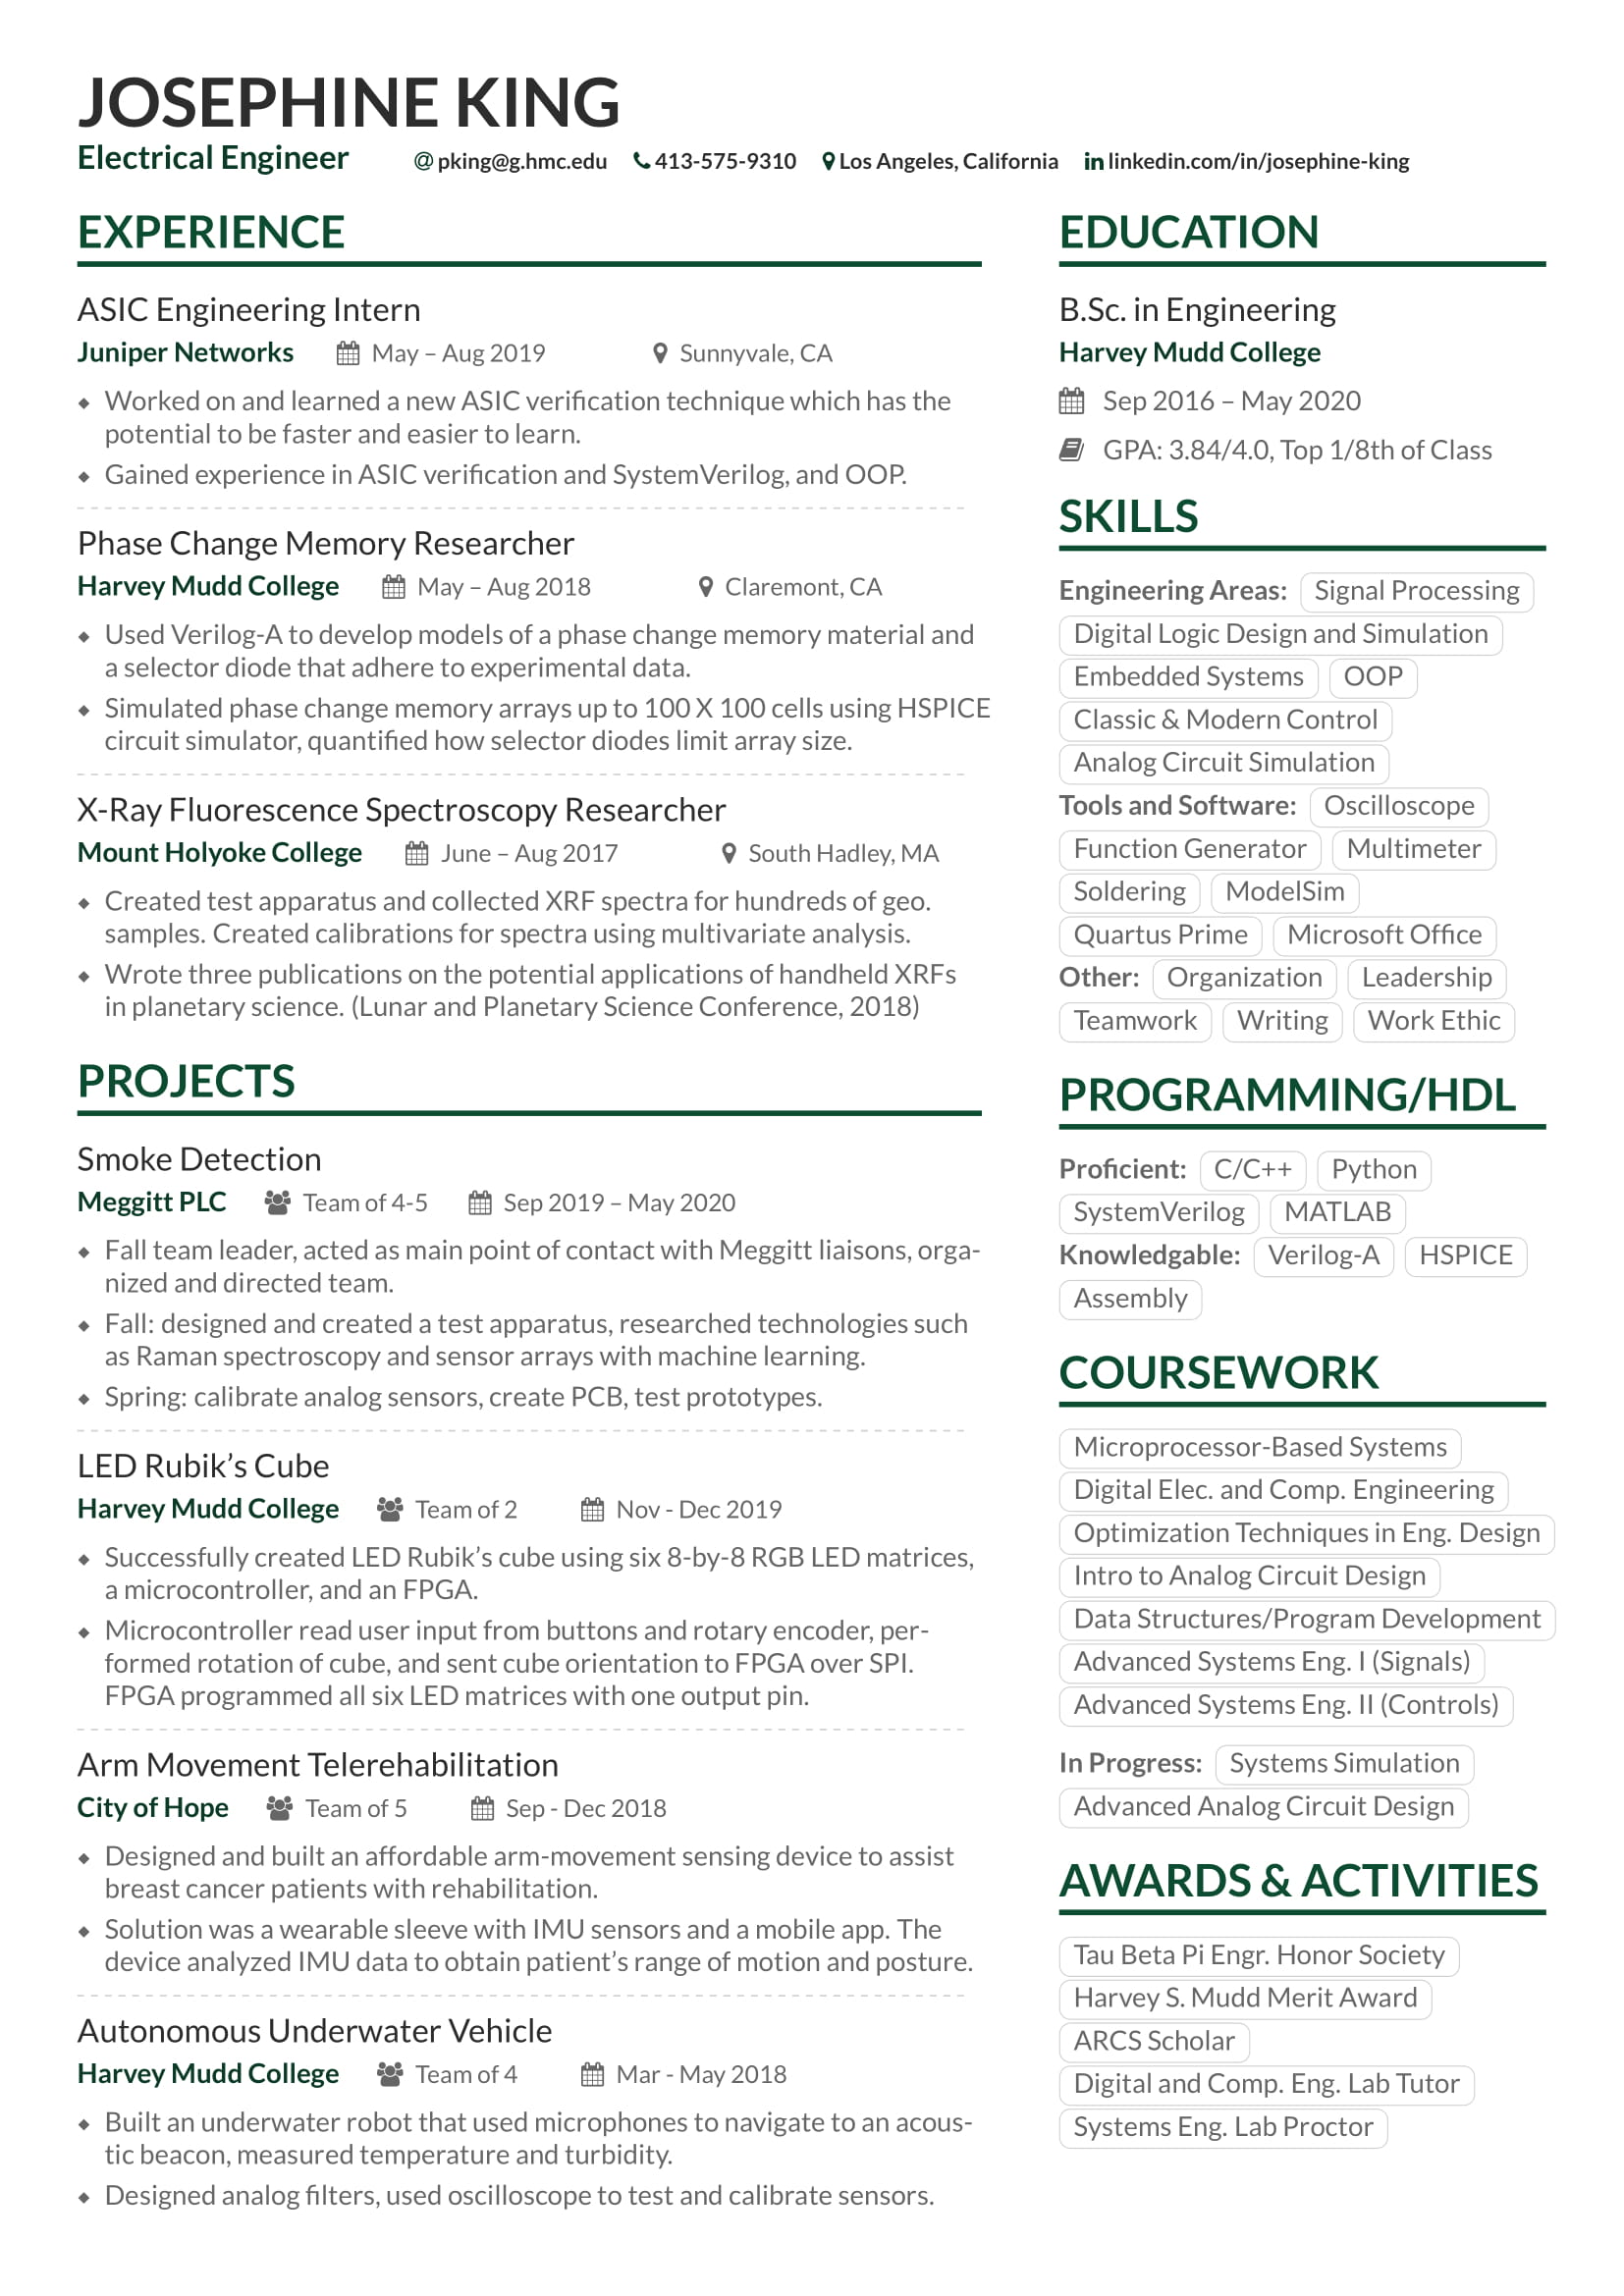 JOSEPHINE KING
Electrical Engineer @ pking@g.hmc.edu 413-575-9310 Los Angeles, California in linkedin.com/in/josephine-king
EXPERIENCE
ASIC Engineering Intern
Juniper Networks May – Aug 2019 Sunnyvale, CA
◆ Worked on and learned a new ASIC verification technique which has the
potential to be faster and easier to learn.
◆ Gained experience in ASIC verification and SystemVerilog, and OOP.
Phase Change Memory Researcher
Harvey Mudd College May – Aug 2018 Claremont, CA
◆ Used Verilog-A to develop models of a phase change memory material and
a selector diode that adhere to experimental data.
◆ Simulated phase change memory arrays up to 100 X 100 cells using HSPICE
circuit simulator, quantified how selector diodes limit array size.
X-Ray Fluorescence Spectroscopy Researcher
Mount Holyoke College June – Aug 2017 South Hadley, MA
◆ Created test apparatus and collected XRF spectra for hundreds of geo.
samples. Created calibrations for spectra using multivariate analysis.
◆ Wrote three publications on the potential applications of handheld XRFs
in planetary science. (Lunar and Planetary Science Conference, 2018)
PROJECTS
Smoke Detection
Meggitt PLC Team of 4-5 Sep 2019 – May 2020
◆ Fall team leader, acted as main point of contact with Meggitt liaisons, orga-
nized and directed team.
◆ Fall: designed and created a test apparatus, researched technologies such
as Raman spectroscopy and sensor arrays with machine learning.
◆ Spring: calibrate analog sensors, create PCB, test prototypes.
LED Rubik’s Cube
Harvey Mudd College Team of 2 Nov - Dec 2019
◆ Successfully created LED Rubik’s cube using six 8-by-8 RGB LED matrices,
a microcontroller, and an FPGA.
◆ Microcontroller read user input from buttons and rotary encoder, per-
formed rotation of cube, and sent cube orientation to FPGA over SPI.
FPGA programmed all six LED matrices with one output pin.
Arm Movement Telerehabilitation
City of Hope Team of 5 Sep - Dec 2018
◆ Designed and built an affordable arm-movement sensing device to assist
breast cancer patients with rehabilitation.
◆ Solution was a wearable sleeve with IMU sensors and a mobile app. The
device analyzed IMU data to obtain patient’s range of motion and posture.
Autonomous Underwater Vehicle
Harvey Mudd College Team of 4 Mar - May 2018
◆ Built an underwater robot that used microphones to navigate to an acous-
tic beacon, measured temperature and turbidity.
◆ Designed analog filters, used oscilloscope to test and calibrate sensors.
EDUCATION
B.Sc. in Engineering
Harvey Mudd College
Sep 2016 – May 2020
GPA: 3.84/4.0, Top 1/8th of Class
SKILLS
Engineering Areas: Signal Processing
Digital Logic Design and Simulation
Embedded Systems OOP
Classic & Modern Control
Analog Circuit Simulation
Tools and Software: Oscilloscope
Function Generator Multimeter
Soldering ModelSim
Quartus Prime Microsoft Office
Other: Organization Leadership
Teamwork Writing Work Ethic
PROGRAMMING/HDL
Proficient: C/C++ Python
SystemVerilog MATLAB
Knowledgable: Verilog-A HSPICE
Assembly
COURSEWORK
Microprocessor-Based Systems
Digital Elec. and Comp. Engineering
Optimization Techniques in Eng. Design
Intro to Analog Circuit Design
Data Structures/Program Development
Advanced Systems Eng. I (Signals)
Advanced Systems Eng. II (Controls)
In Progress: Systems Simulation
Advanced Analog Circuit Design
AWARDS & ACTIVITIES
Tau Beta Pi Engr. Honor Society
Harvey S. Mudd Merit Award
ARCS Scholar
Digital and Comp. Eng. Lab Tutor
Systems Eng. Lab Proctor